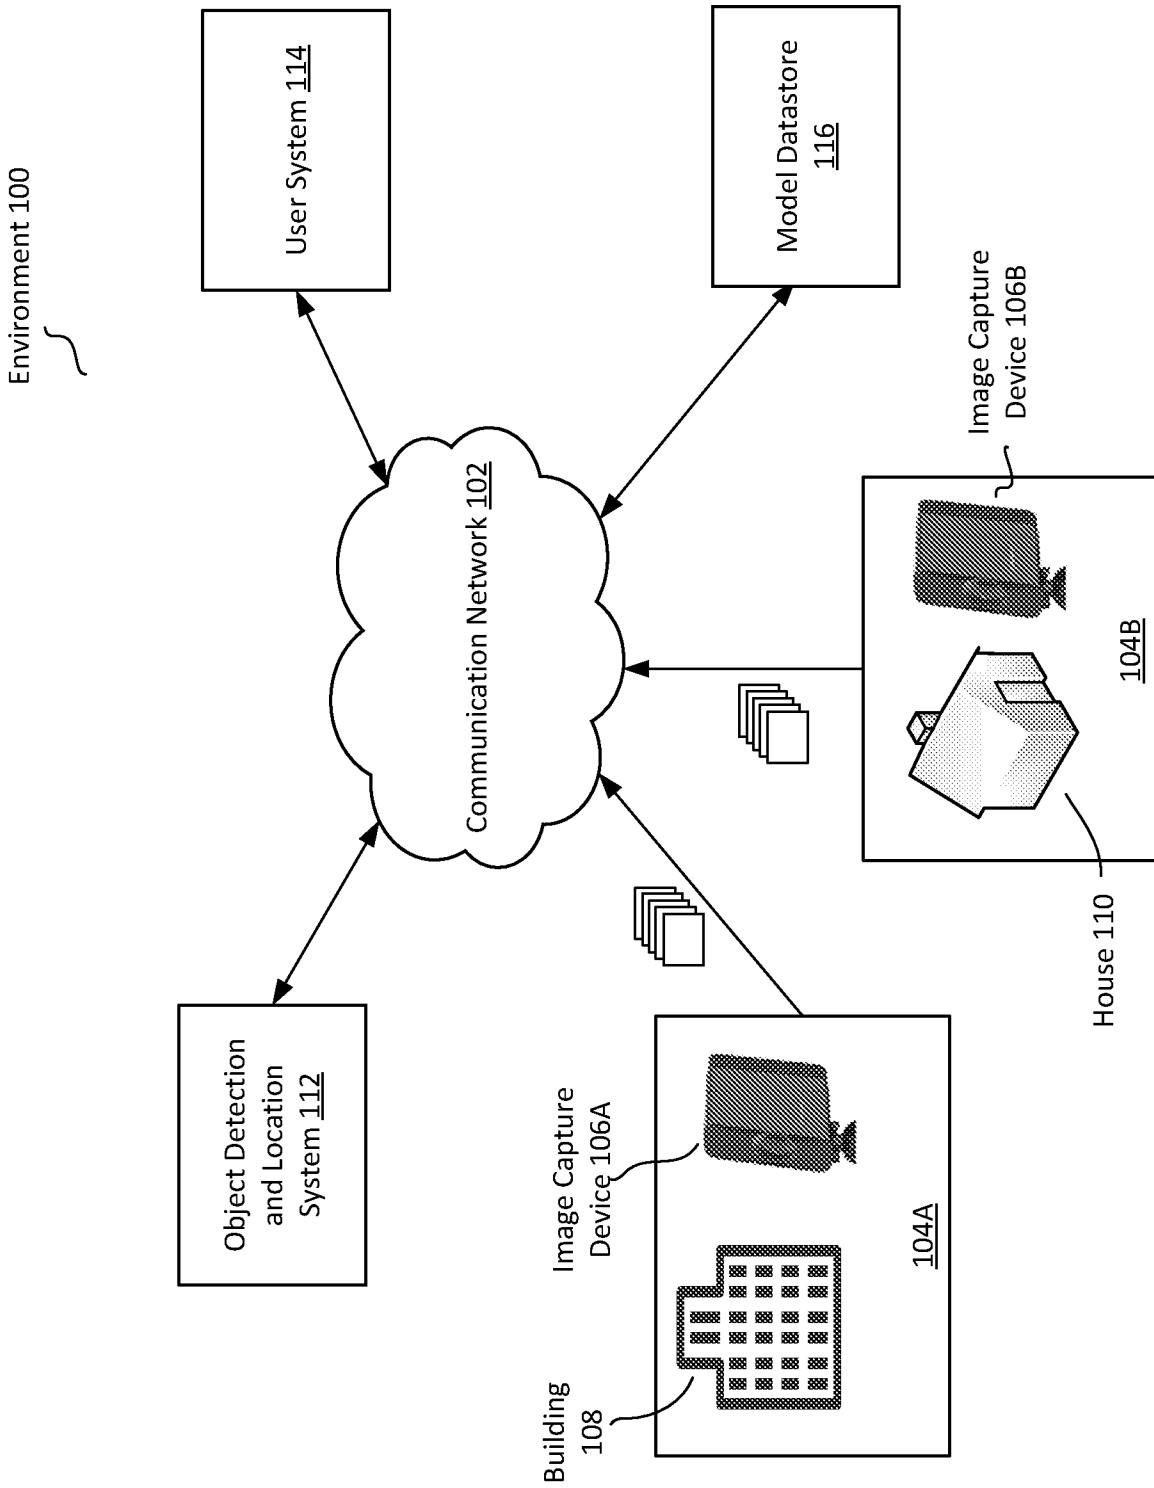 Environment 100
Object Detection
and Location
System 112
User System 114
Communication Network 102
Model Datastore
116
Building
108
Image Capture
Device 106A
104A
House 110
104B
Image Capture
Device 106B